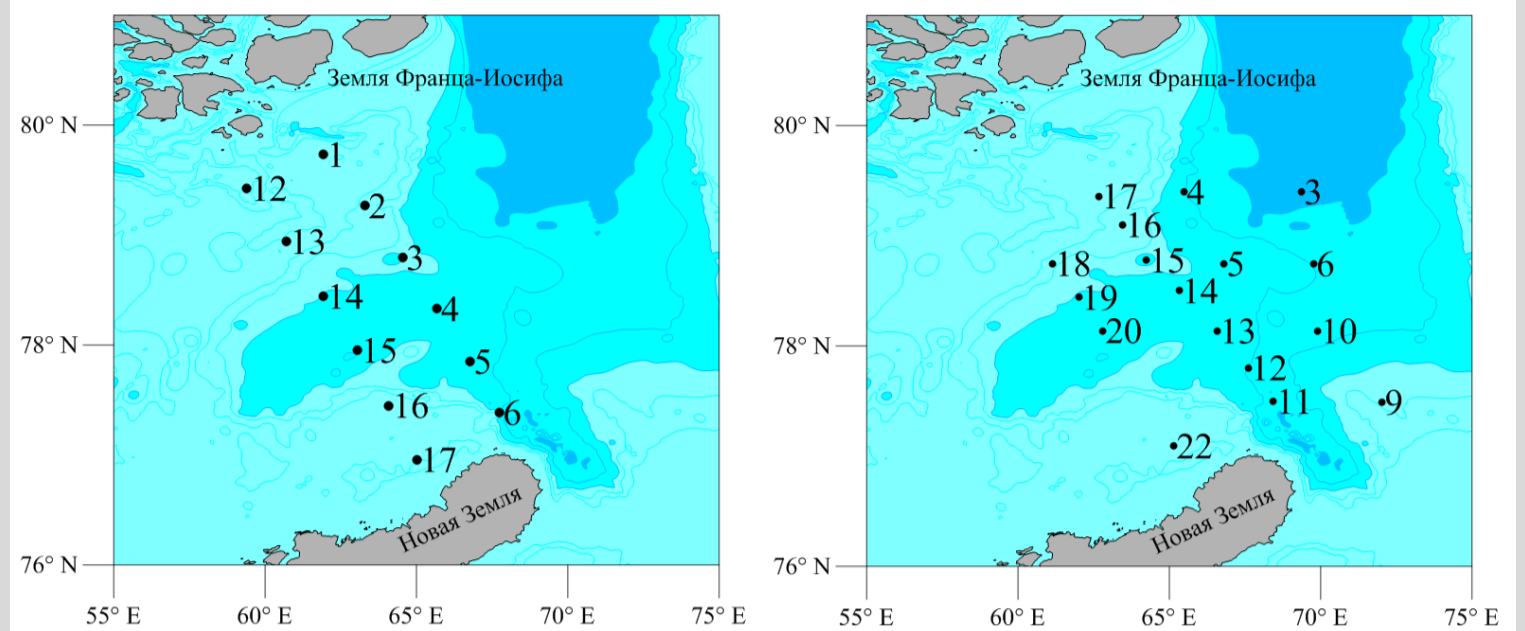 Земля Франца-Иосифа
80° N
1
12
2
13
3
14
4
78° N
15
5
16
6
17
Новая Земля
76° N
55° E
60° E
65° E
70° E
75° E
Земля Франца-Иосифа
80° N
17
4
3
16
15
18
5
6
14
19
20
13
10
78° N
12
11
9
22
Новая Земля
76° N
55° E
60° E
65° E
70° E
75° E